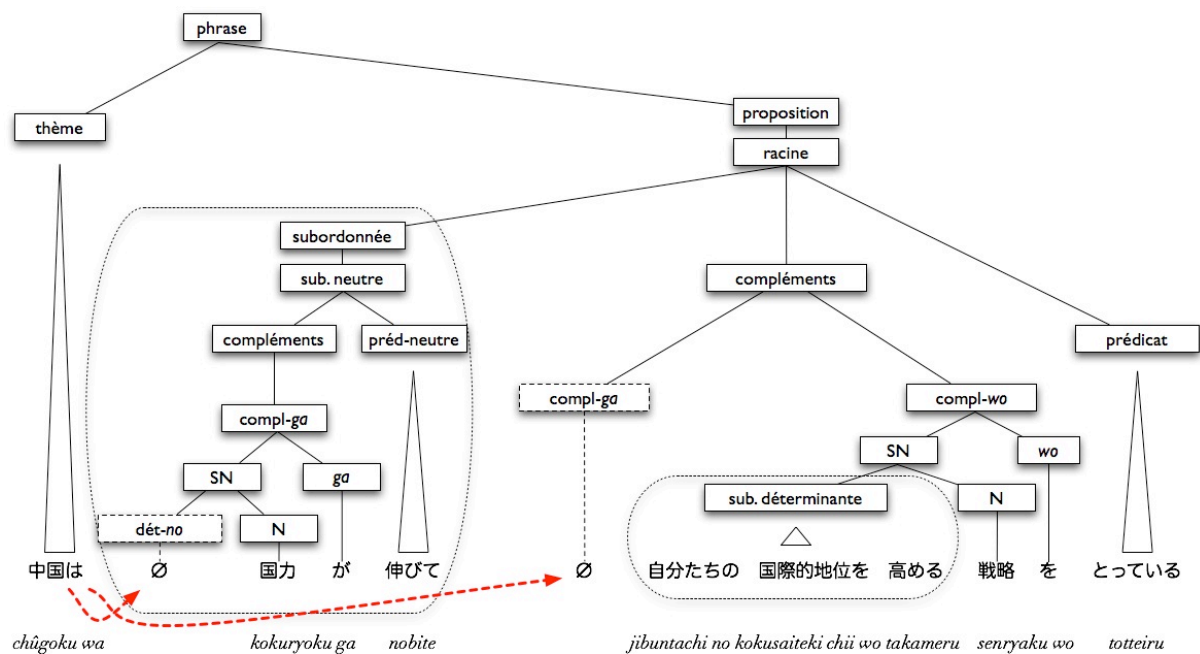 phrase
thème
proposition
racine
subordonnée
sub. neutre
compléments
compléments
préd-neutre
prédicat
compl-ga
compl-wo
compl-ga
SN
wo
SN
ga
sub. déterminante
N
dét-no
N
中国は Ø 国力 が 伸びて Ø 自分たちの 国際的地位を 高める 戦略 を とっている
chûgoku wa kokuryoku ga nobite jibuntachi no kokusaiteki chii wo takameru senryaku wo totteiru